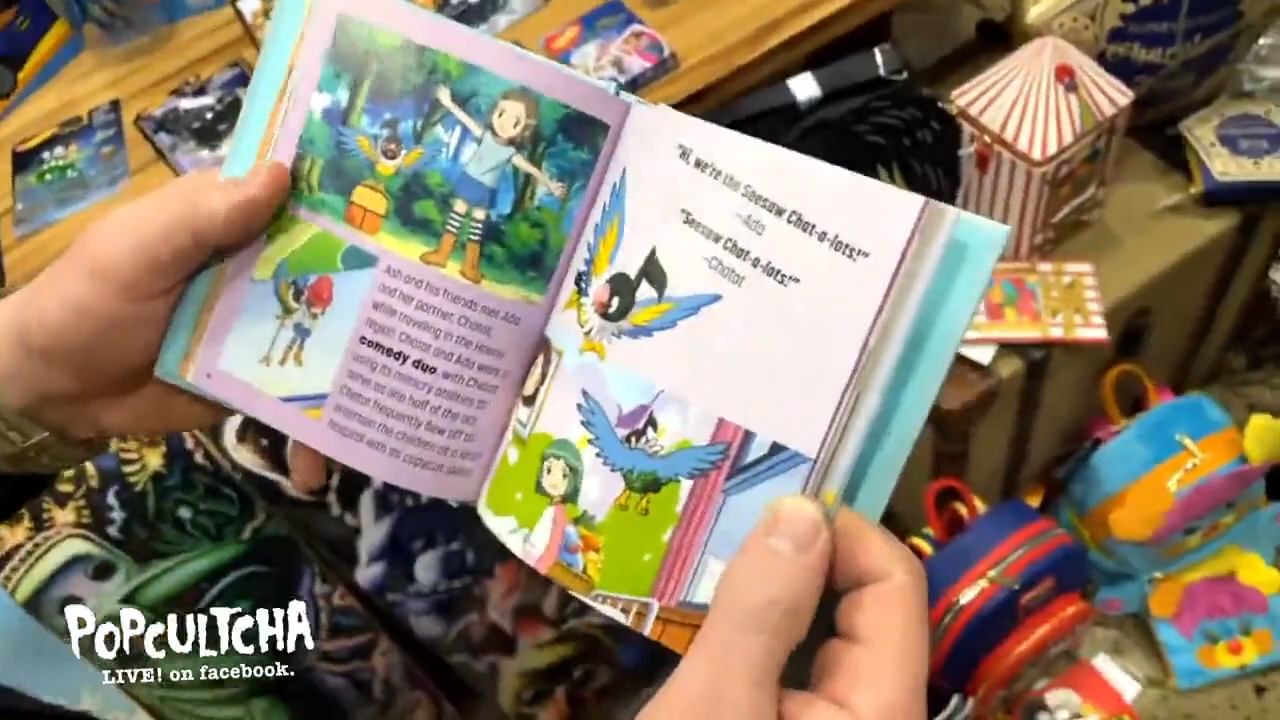 "Hi, we're the Seesaw Chat-a-lots!"
–Ada
"Seesaw Chat-a-lots!"
–Chatot
Ash and his friends met Ada
and her partner, Chatot,
while traveling in the Hoenn
region. Chatot and Ada were a
comedy duo, with Chatot
using its mimicry abilities to
serve as one half of the act.
Chatot frequently flew off to
entertain the children at a
hospital with its copycat
POPCULTCHA
LIVE! on facebook.